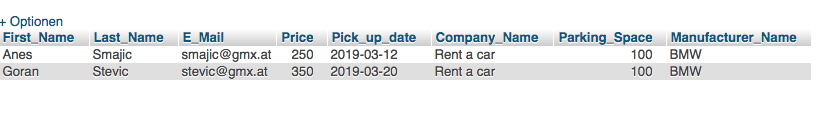 + Optionen
First_Name Last_Name E_Mail Price Pick_up_date Company_Name Parking_Space Manufacturer_Name
Anes Smajic smajic@gmx.at 250 2019-03-12 Rent a car 100 BMW
Goran Stevic stevic@gmx.at 350 2019-03-20 Rent a car 100 BMW